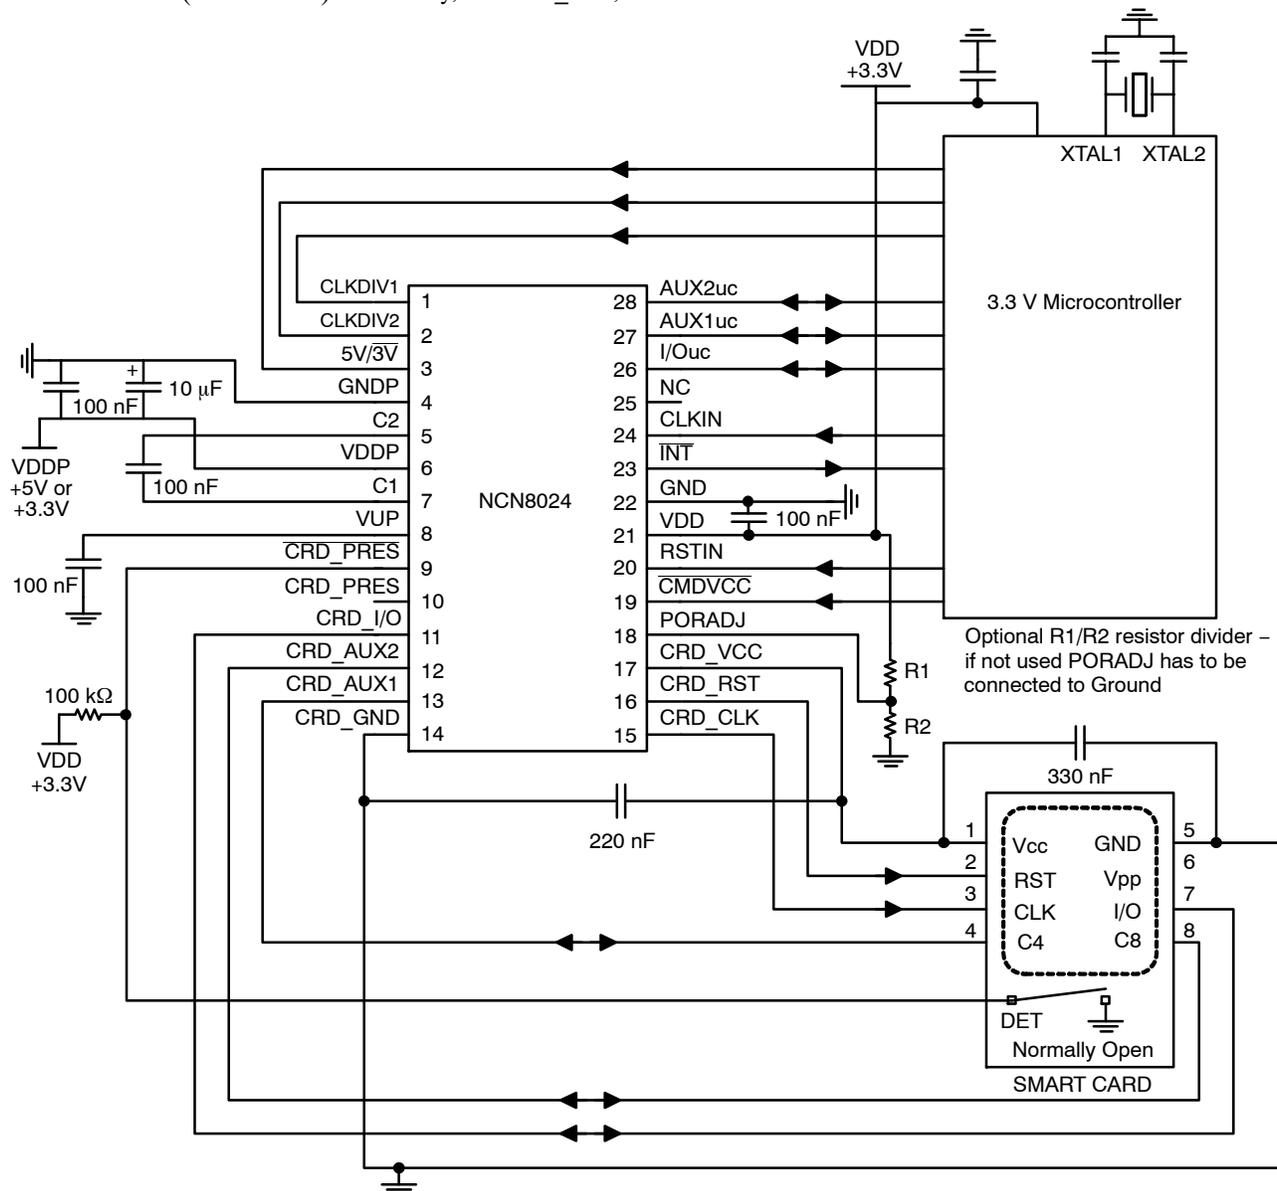 VDD
+3.3V
XTAL1 XTAL2
3.3 V Microcontroller
CLKDIV1
1
CLKDIV2
2
5V/3V
3
GNDP
4
C2
5
VDDP
6
C1
7
VUP
8
CRD_PRES
9
CRD_PRES
10
CRD_I/O
11
CRD_AUX2
12
CRD_AUX1
13
CRD_GND
14
NCN8024
28
AUX2uc
27
AUX1uc
26
I/Ouc
25
NC
24
CLKIN
23
INT
22
GND
21
VDD
20
RSTIN
19
CMDVCC
18
PORADJ
17
CRD_VCC
16
CRD_RST
15
CRD_CLK
+
10 µF
100 nF
VDDP
+5V or
+3.3V
100 nF
100 nF
100 nF
100 kΩ
VDD
+3.3V
R1
R2
Optional R1/R2 resistor divider –
if not used PORADJ has to be
connected to Ground
220 nF
330 nF
1
Vcc
GND
5
2
RST
Vpp
6
3
CLK
I/O
7
4
C4
C8
8
DET
Normally Open
SMART CARD